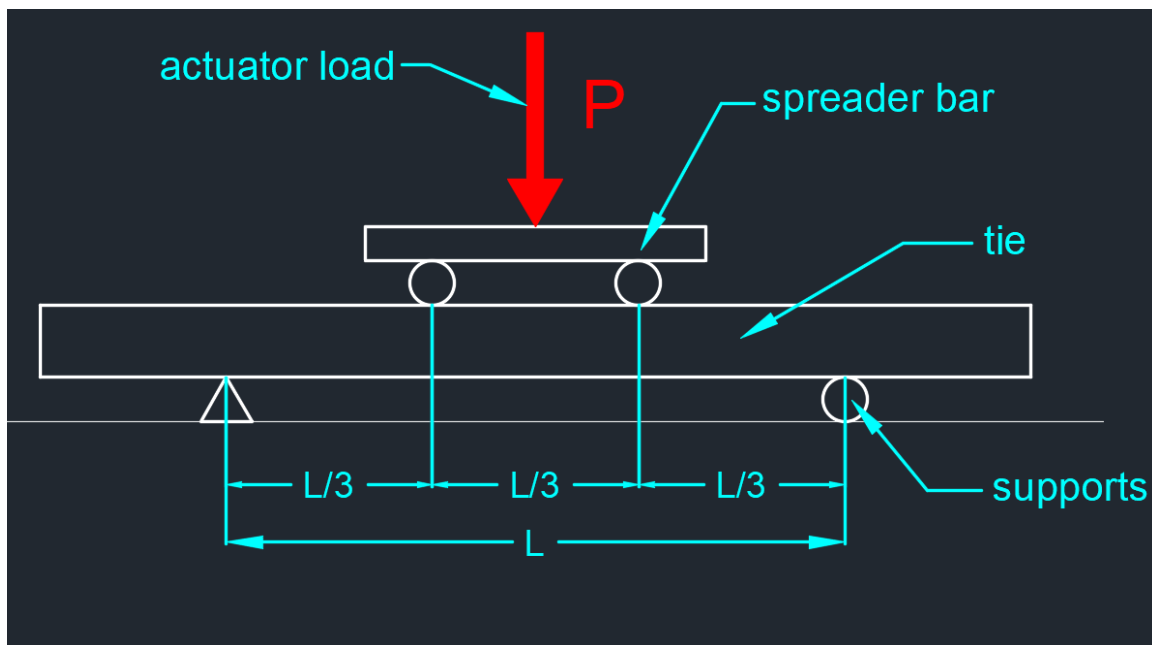 actuator load
P
spreader bar
tie
L/3
L/3
L/3
supports
L